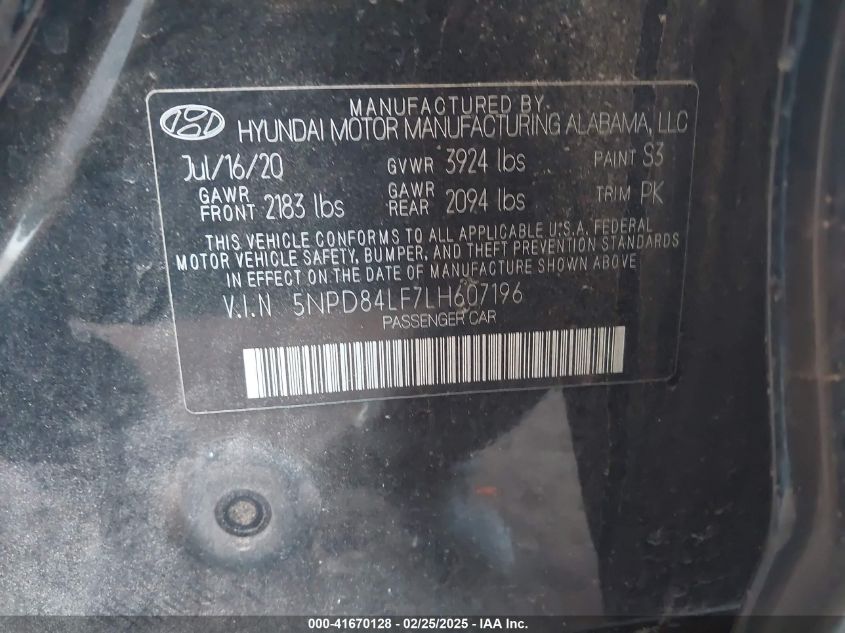 MANUFACTURED BY.
HYUNDAI MOTOR MANUFACTURING ALABAMA, LLC
Jul/16/20 GVWR 3924 lbs PAINT S3
GAWR FRONT 2183 lbs GAWR REAR 2094 lbs TRIM PK
THIS VEHICLE CONFORMS TO ALL APPLICABLE U.S.A. FEDERAL
MOTOR VEHICLE SAFETY, BUMPER, AND THEFT PREVENTION STANDARDS
IN EFFECT ON THE DATE OF MANUFACTURE SHOWN ABOVE
V.I.N 5NPD84LF7LH607196
PASSENGER CAR
000-41670128 - 02/25/2025 - IAA Inc.